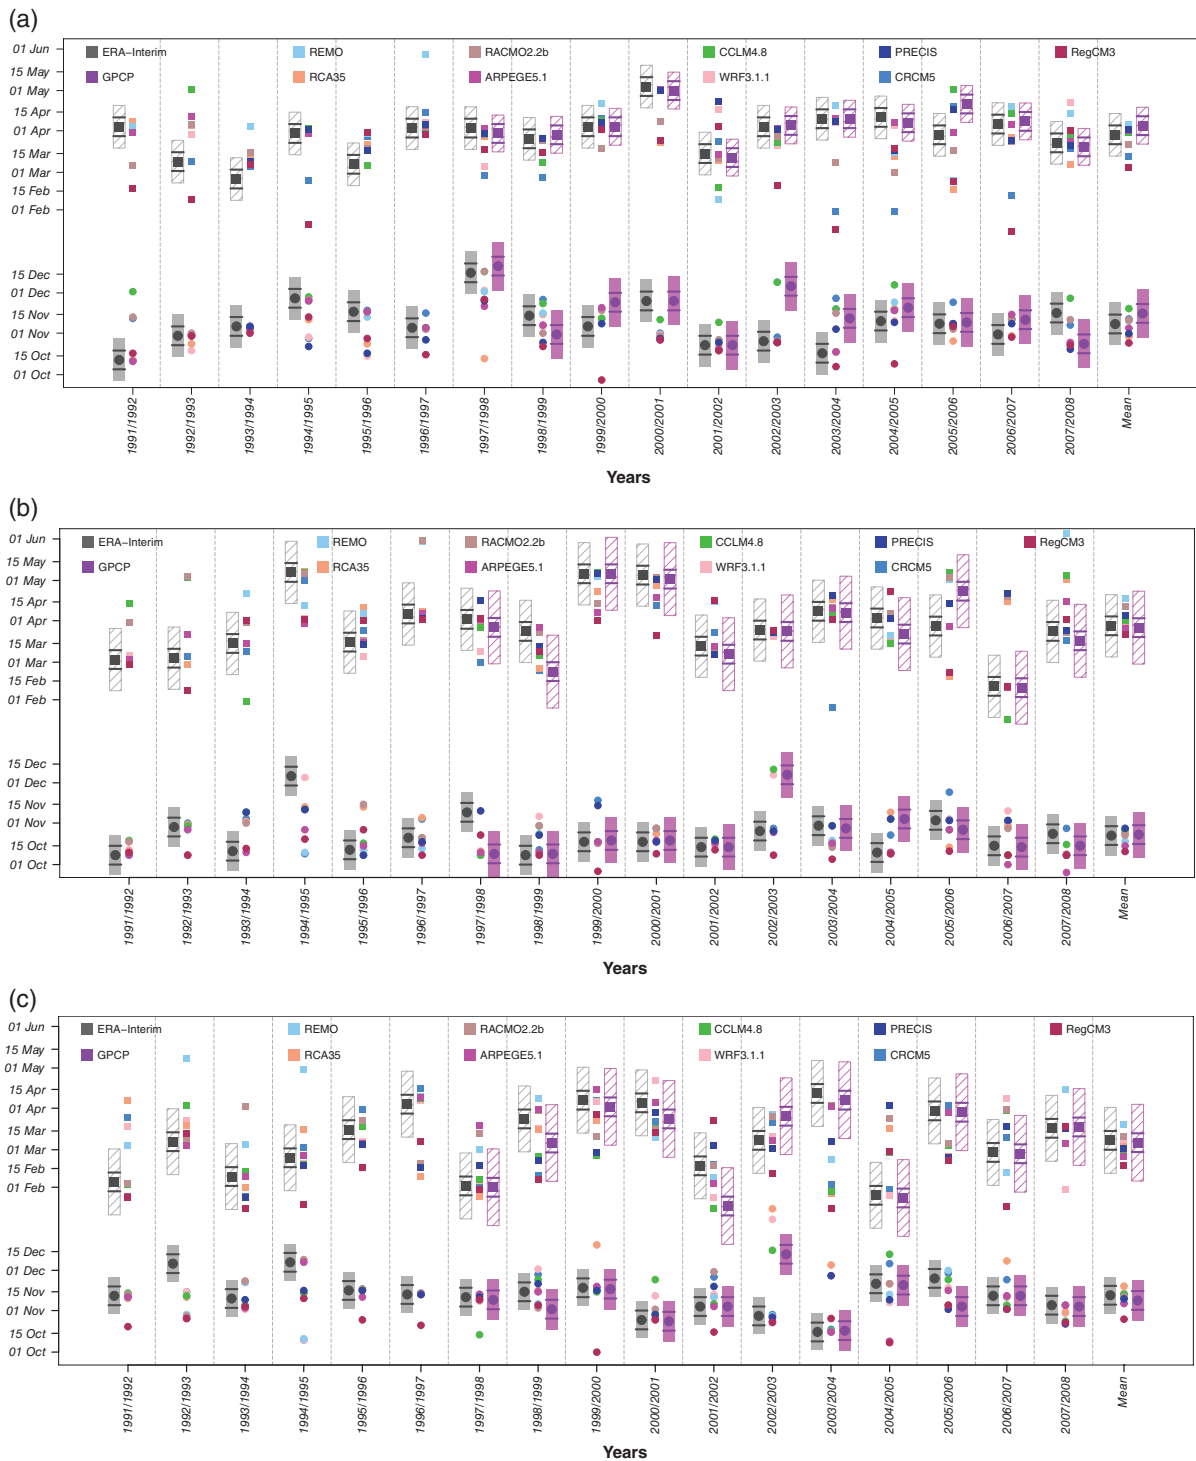 (a)
01 Jun
15 May
01 May
15 Apr
01 Apr
15 Mar
01 Mar
15 Feb
01 Feb
15 Dec
01 Dec
15 Nov
01 Nov
15 Oct
01 Oct
ERA-Interim REMO RACMO2.2b CCLM4.8 PRECIS RegCM3
GPCP RCA35 ARPEGE5.1 WRF3.1.1 CRCM5
1991/1992 1992/1993 1993/1994 1994/1995 1995/1996 1996/1997 1997/1998 1998/1999 1999/2000 2000/2001 2001/2002 2002/2003 2003/2004 2004/2005 2005/2006 2006/2007 2007/2008 Mean
Years
(b)
01 Jun
15 May
01 May
15 Apr
01 Apr
15 Mar
01 Mar
15 Feb
01 Feb
15 Dec
01 Dec
15 Nov
01 Nov
15 Oct
01 Oct
ERA-Interim REMO RACMO2.2b CCLM4.8 PRECIS RegCM3
GPCP RCA35 ARPEGE5.1 WRF3.1.1 CRCM5
1991/1992 1992/1993 1993/1994 1994/1995 1995/1996 1996/1997 1997/1998 1998/1999 1999/2000 2000/2001 2001/2002 2002/2003 2003/2004 2004/2005 2005/2006 2006/2007 2007/2008 Mean
Years
(c)
01 Jun
15 May
01 May
15 Apr
01 Apr
15 Mar
01 Mar
15 Feb
01 Feb
15 Dec
01 Dec
15 Nov
01 Nov
15 Oct
01 Oct
ERA-Interim REMO RACMO2.2b CCLM4.8 PRECIS RegCM3
GPCP RCA35 ARPEGE5.1 WRF3.1.1 CRCM5
1991/1992 1992/1993 1993/1994 1994/1995 1995/1996 1996/1997 1997/1998 1998/1999 1999/2000 2000/2001 2001/2002 2002/2003 2003/2004 2004/2005 2005/2006 2006/2007 2007/2008 Mean
Years